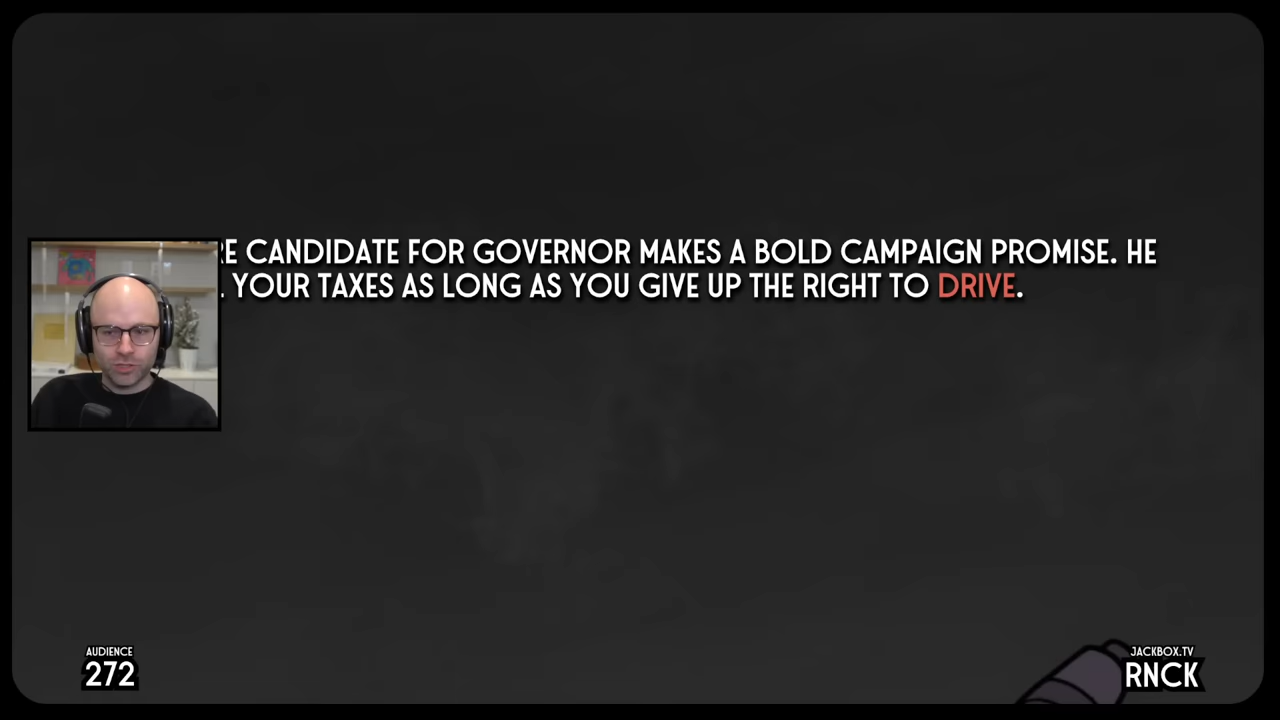 CANDIDATE FOR GOVERNOR MAKES A BOLD CAMPAIGN PROMISE. HE
YOUR TAXES AS LONG AS YOU GIVE UP THE RIGHT TO DRIVE.
AUDIENCE
272
JACKBOX.TV
RNCK